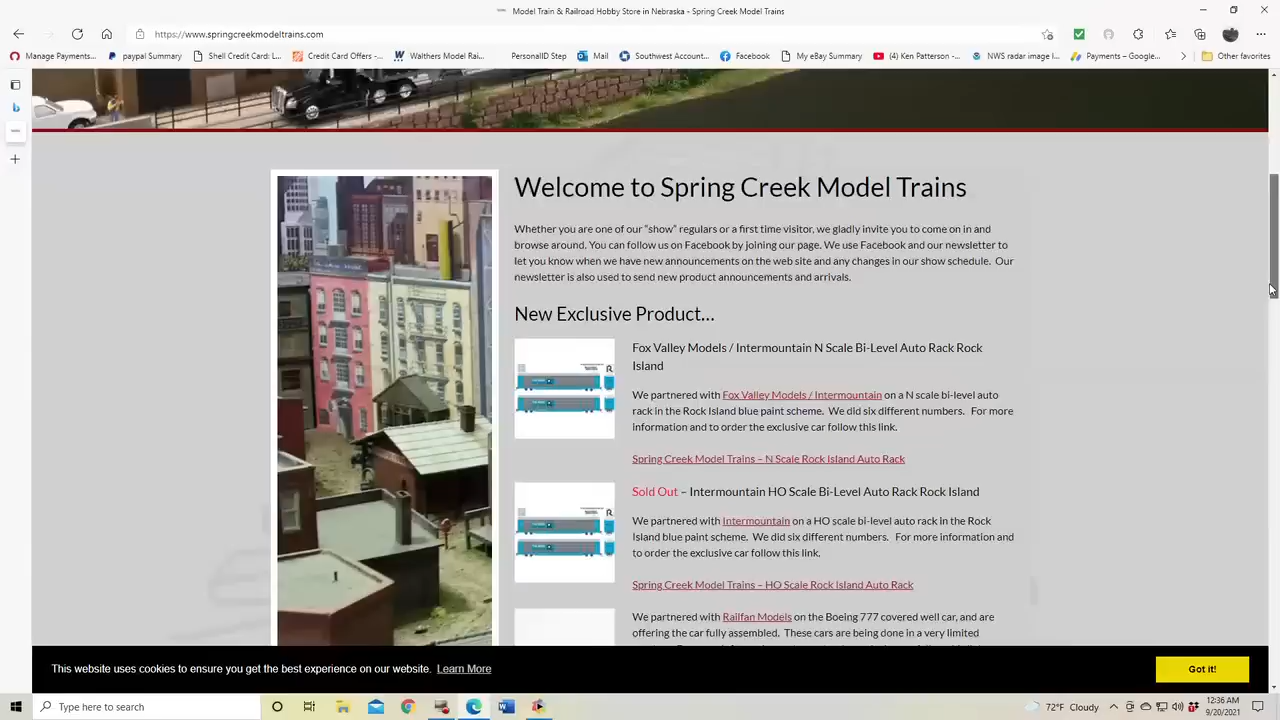 Model Train & Railroad Hobby Store in Nebraska - Spring Creek Model Trains
https://www.springcreekmodeltrains.com
Manage Payments... paypal Summary Shell Credit Card: L... Credit Card Offers -... Walthers Model Rai... PersonalID Step Mail Southwest Account... Facebook My eBay Summary (4) Ken Patterson -... NWS radar image l... Payments – Google... Other favorites
Welcome to Spring Creek Model Trains
Whether you are one of our “show” regulars or a first time visitor, we gladly invite you to come on in and
browse around. You can follow us on Facebook by joining our page. We use Facebook and our newsletter to
let you know when we have new announcements on the web site and any changes in our show schedule. Our
newsletter is also used to send new product announcements and arrivals.
New Exclusive Product...
Fox Valley Models / Intermountain N Scale Bi-Level Auto Rack Rock
Island
We partnered with Fox Valley Models / Intermountain on a N scale bi-level auto
rack in the Rock Island blue paint scheme. We did six different numbers. For more
information and to order the exclusive car follow this link.
Spring Creek Model Trains – N Scale Rock Island Auto Rack
Sold Out – Intermountain HO Scale Bi-Level Auto Rack Rock Island
We partnered with Intermountain on a HO scale bi-level auto rack in the Rock
Island blue paint scheme. We did six different numbers. For more information and
to order the exclusive car follow this link.
Spring Creek Model Trains – HO Scale Rock Island Auto Rack
We partnered with Railfan Models on the Boeing 777 covered well car, and are
offering the car fully assembled. These cars are being done in a very limited
This website uses cookies to ensure you get the best experience on our website. Learn More
Got it!
Type here to search
72°F Cloudy
12:36 AM
9/20/2021